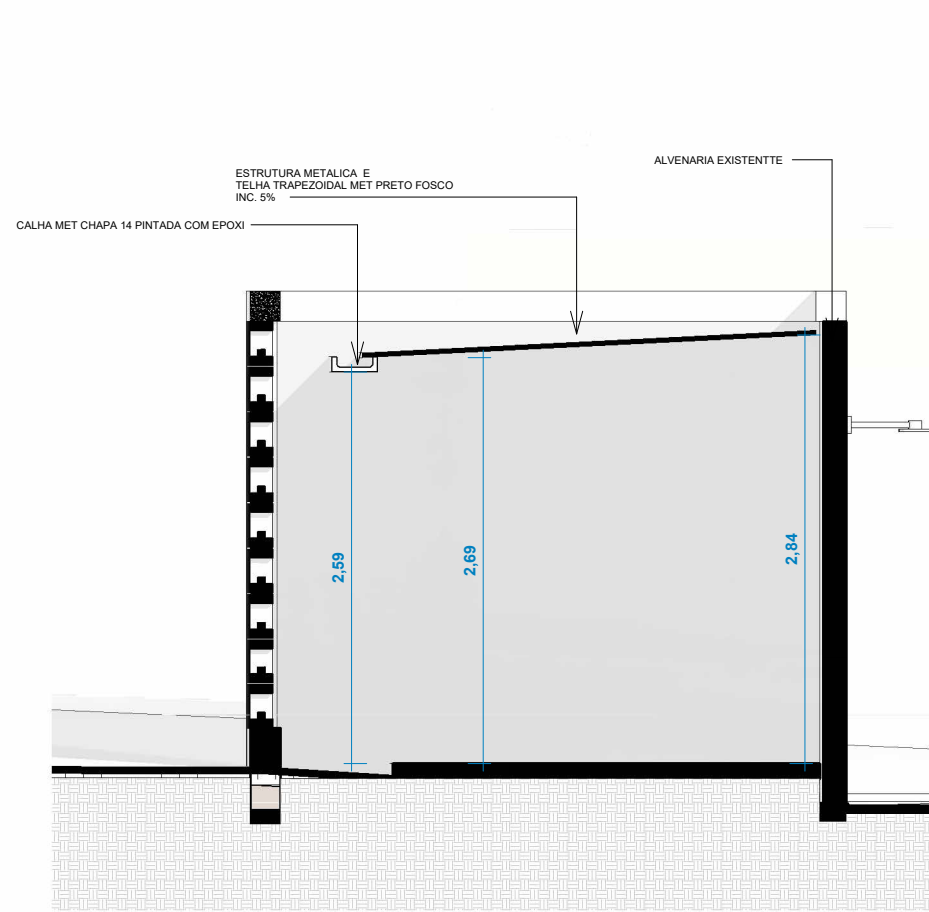 ALVENARIA EXISTENTTE
ESTRUTURA METALICA E
TELHA TRAPEZOIDAL MET PRETO FOSCO
INC. 5%
CALHA MET CHAPA 14 PINTADA COM EPOXI
2,59
2,69
2,84